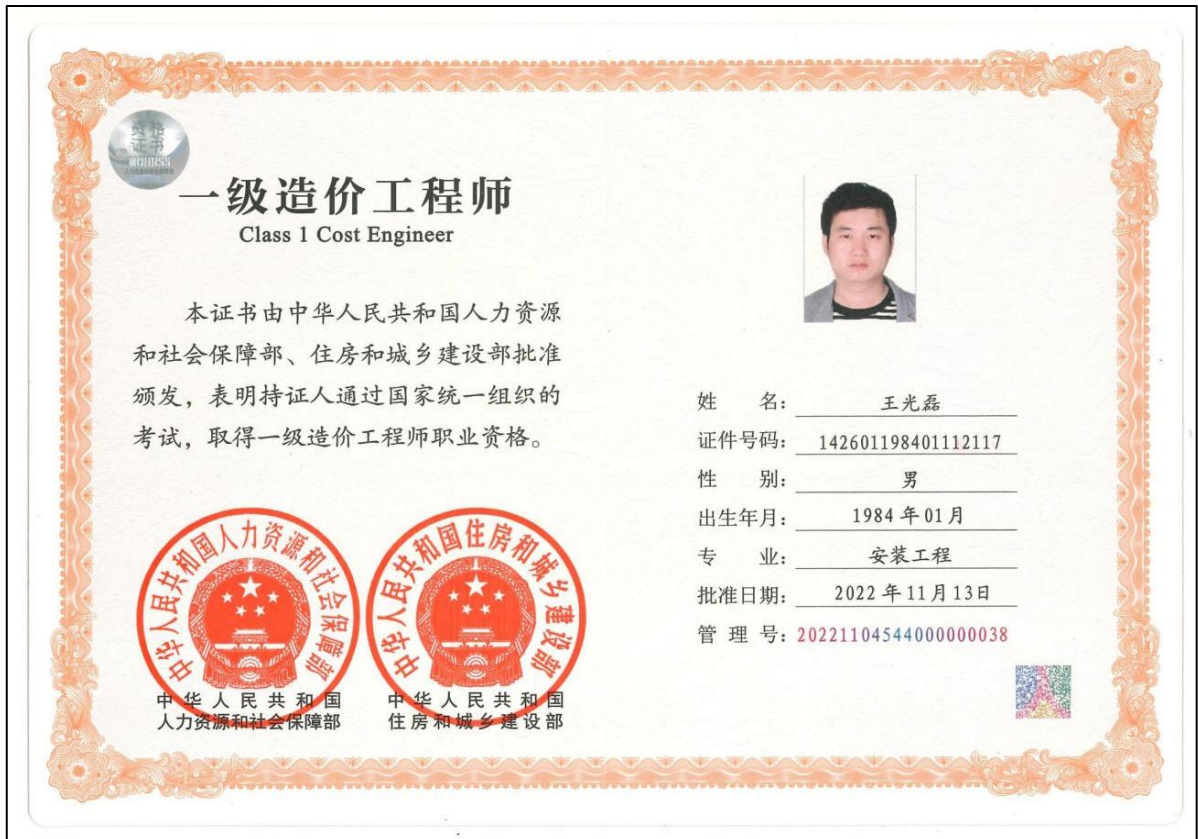 资格
证书
MOHRSS
一级造价工程师
Class 1 Cost Engineer
本证书由中华人民共和国人力资源
和社会保障部、住房和城乡建设部批准
颁发，表明持证人通过国家统一组织的
考试，取得一级造价工程师职业资格。
中华人民共和国人力资源和社会保障部
中华人民共和国住房和城乡建设部
中华人民共和国
人力资源和社会保障部
中华人民共和国
住房和城乡建设部
姓 名： 王光磊
证件号码： 142601198401112117
性 别： 男
出生年月： 1984年01月
专 业： 安装工程
批准日期： 2022年11月13日
管 理 号： 20221104544000000038